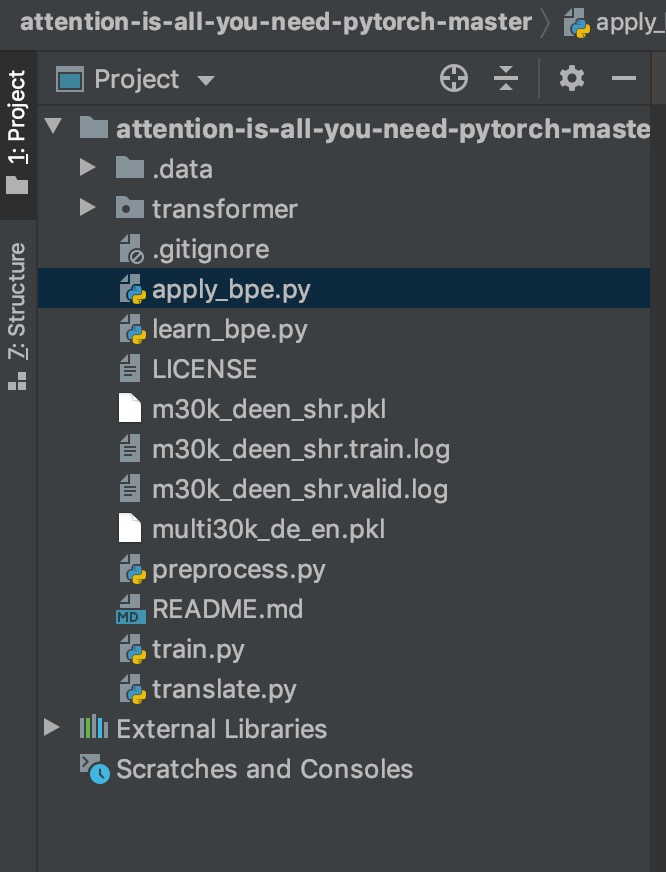 attention-is-all-you-need-pytorch-master apply_
1: Project
Project
attention-is-all-you-need-pytorch-maste
.data
transformer
.gitignore
apply_bpe.py
7: Structure
learn_bpe.py
LICENSE
m30k_deen_shr.pkl
m30k_deen_shr.train.log
m30k_deen_shr.valid.log
multi30k_de_en.pkl
preprocess.py
MD README.md
train.py
translate.py
External Libraries
Scratches and Consoles